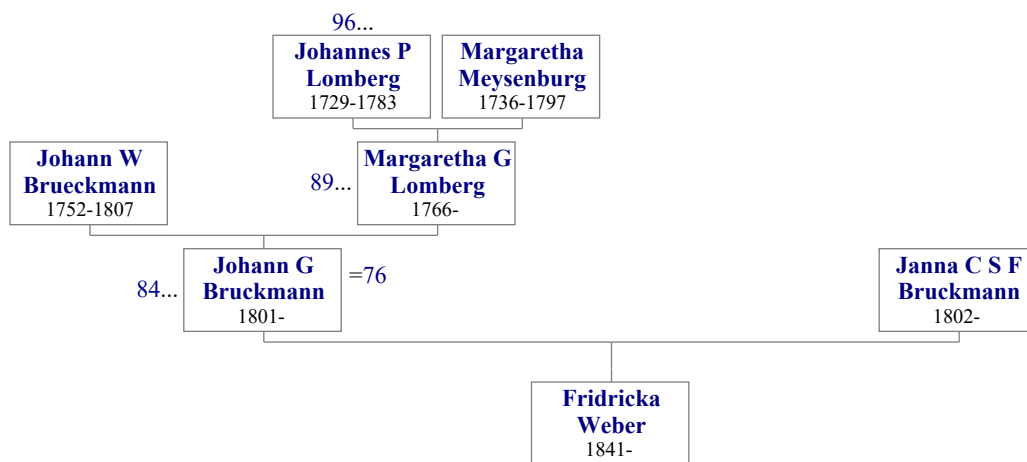 96...
Johannes P
Lomberg
1729-1783
Margaretha
Meysenburg
1736-1797
Johann W
Brueckmann
1752-1807
89...
Margaretha G
Lomberg
1766-
84...
Johann G
Bruckmann
1801-
=76
Janna C S F
Bruckmann
1802-
Fridricka
Weber
1841-